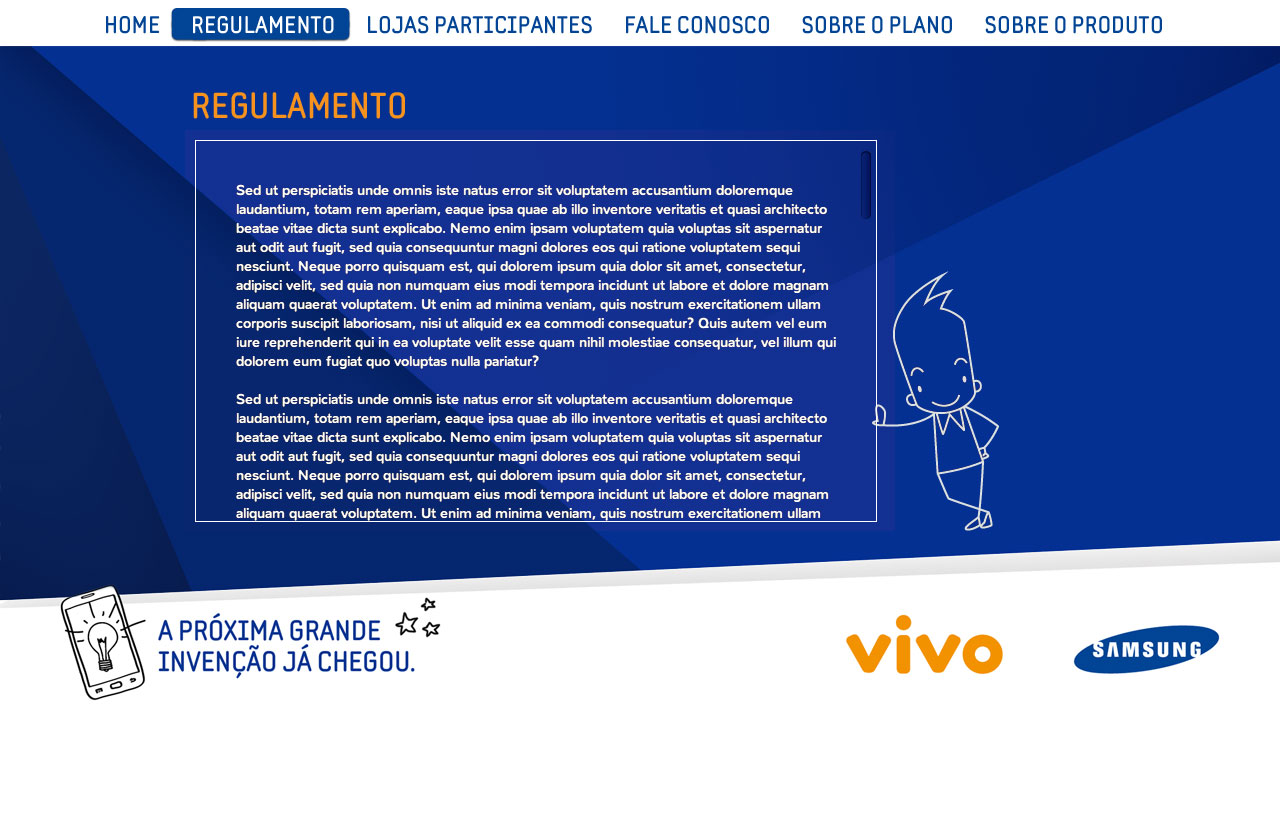 HOME REGULAMENTO LOJAS PARTICIPANTES FALE CONOSCO SOBRE O PLANO SOBRE O PRODUTO
REGULAMENTO
Sed ut perspiciatis unde omnis iste natus error sit voluptatem accusantium doloremque
laudantium, totam rem aperiam, eaque ipsa quae ab illo inventore veritatis et quasi architecto
beatae vitae dicta sunt explicabo. Nemo enim ipsam voluptatem quia voluptas sit aspernatur
aut odit aut fugit, sed quia consequuntur magni dolores eos qui ratione voluptatem sequi
nesciunt. Neque porro quisquam est, qui dolorem ipsum quia dolor sit amet, consectetur,
adipisci velit, sed quia non numquam eius modi tempora incidunt ut labore et dolore magnam
aliquam quaerat voluptatem. Ut enim ad minima veniam, quis nostrum exercitationem ullam
corporis suscipit laboriosam, nisi ut aliquid ex ea commodi consequatur? Quis autem vel eum
iure reprehenderit qui in ea voluptate velit esse quam nihil molestiae consequatur, vel illum qui
dolorem eum fugiat quo voluptas nulla pariatur?
Sed ut perspiciatis unde omnis iste natus error sit voluptatem accusantium doloremque
laudantium, totam rem aperiam, eaque ipsa quae ab illo inventore veritatis et quasi architecto
beatae vitae dicta sunt explicabo. Nemo enim ipsam voluptatem quia voluptas sit aspernatur
aut odit aut fugit, sed quia consequuntur magni dolores eos qui ratione voluptatem sequi
nesciunt. Neque porro quisquam est, qui dolorem ipsum quia dolor sit amet, consectetur,
adipisci velit, sed quia non numquam eius modi tempora incidunt ut labore et dolore magnam
aliquam quaerat voluptatem. Ut enim ad minima veniam, quis nostrum exercitationem ullam
A PRÓXIMA GRANDE
INVENÇÃO JÁ CHEGOU.
vivo
SAMSUNG